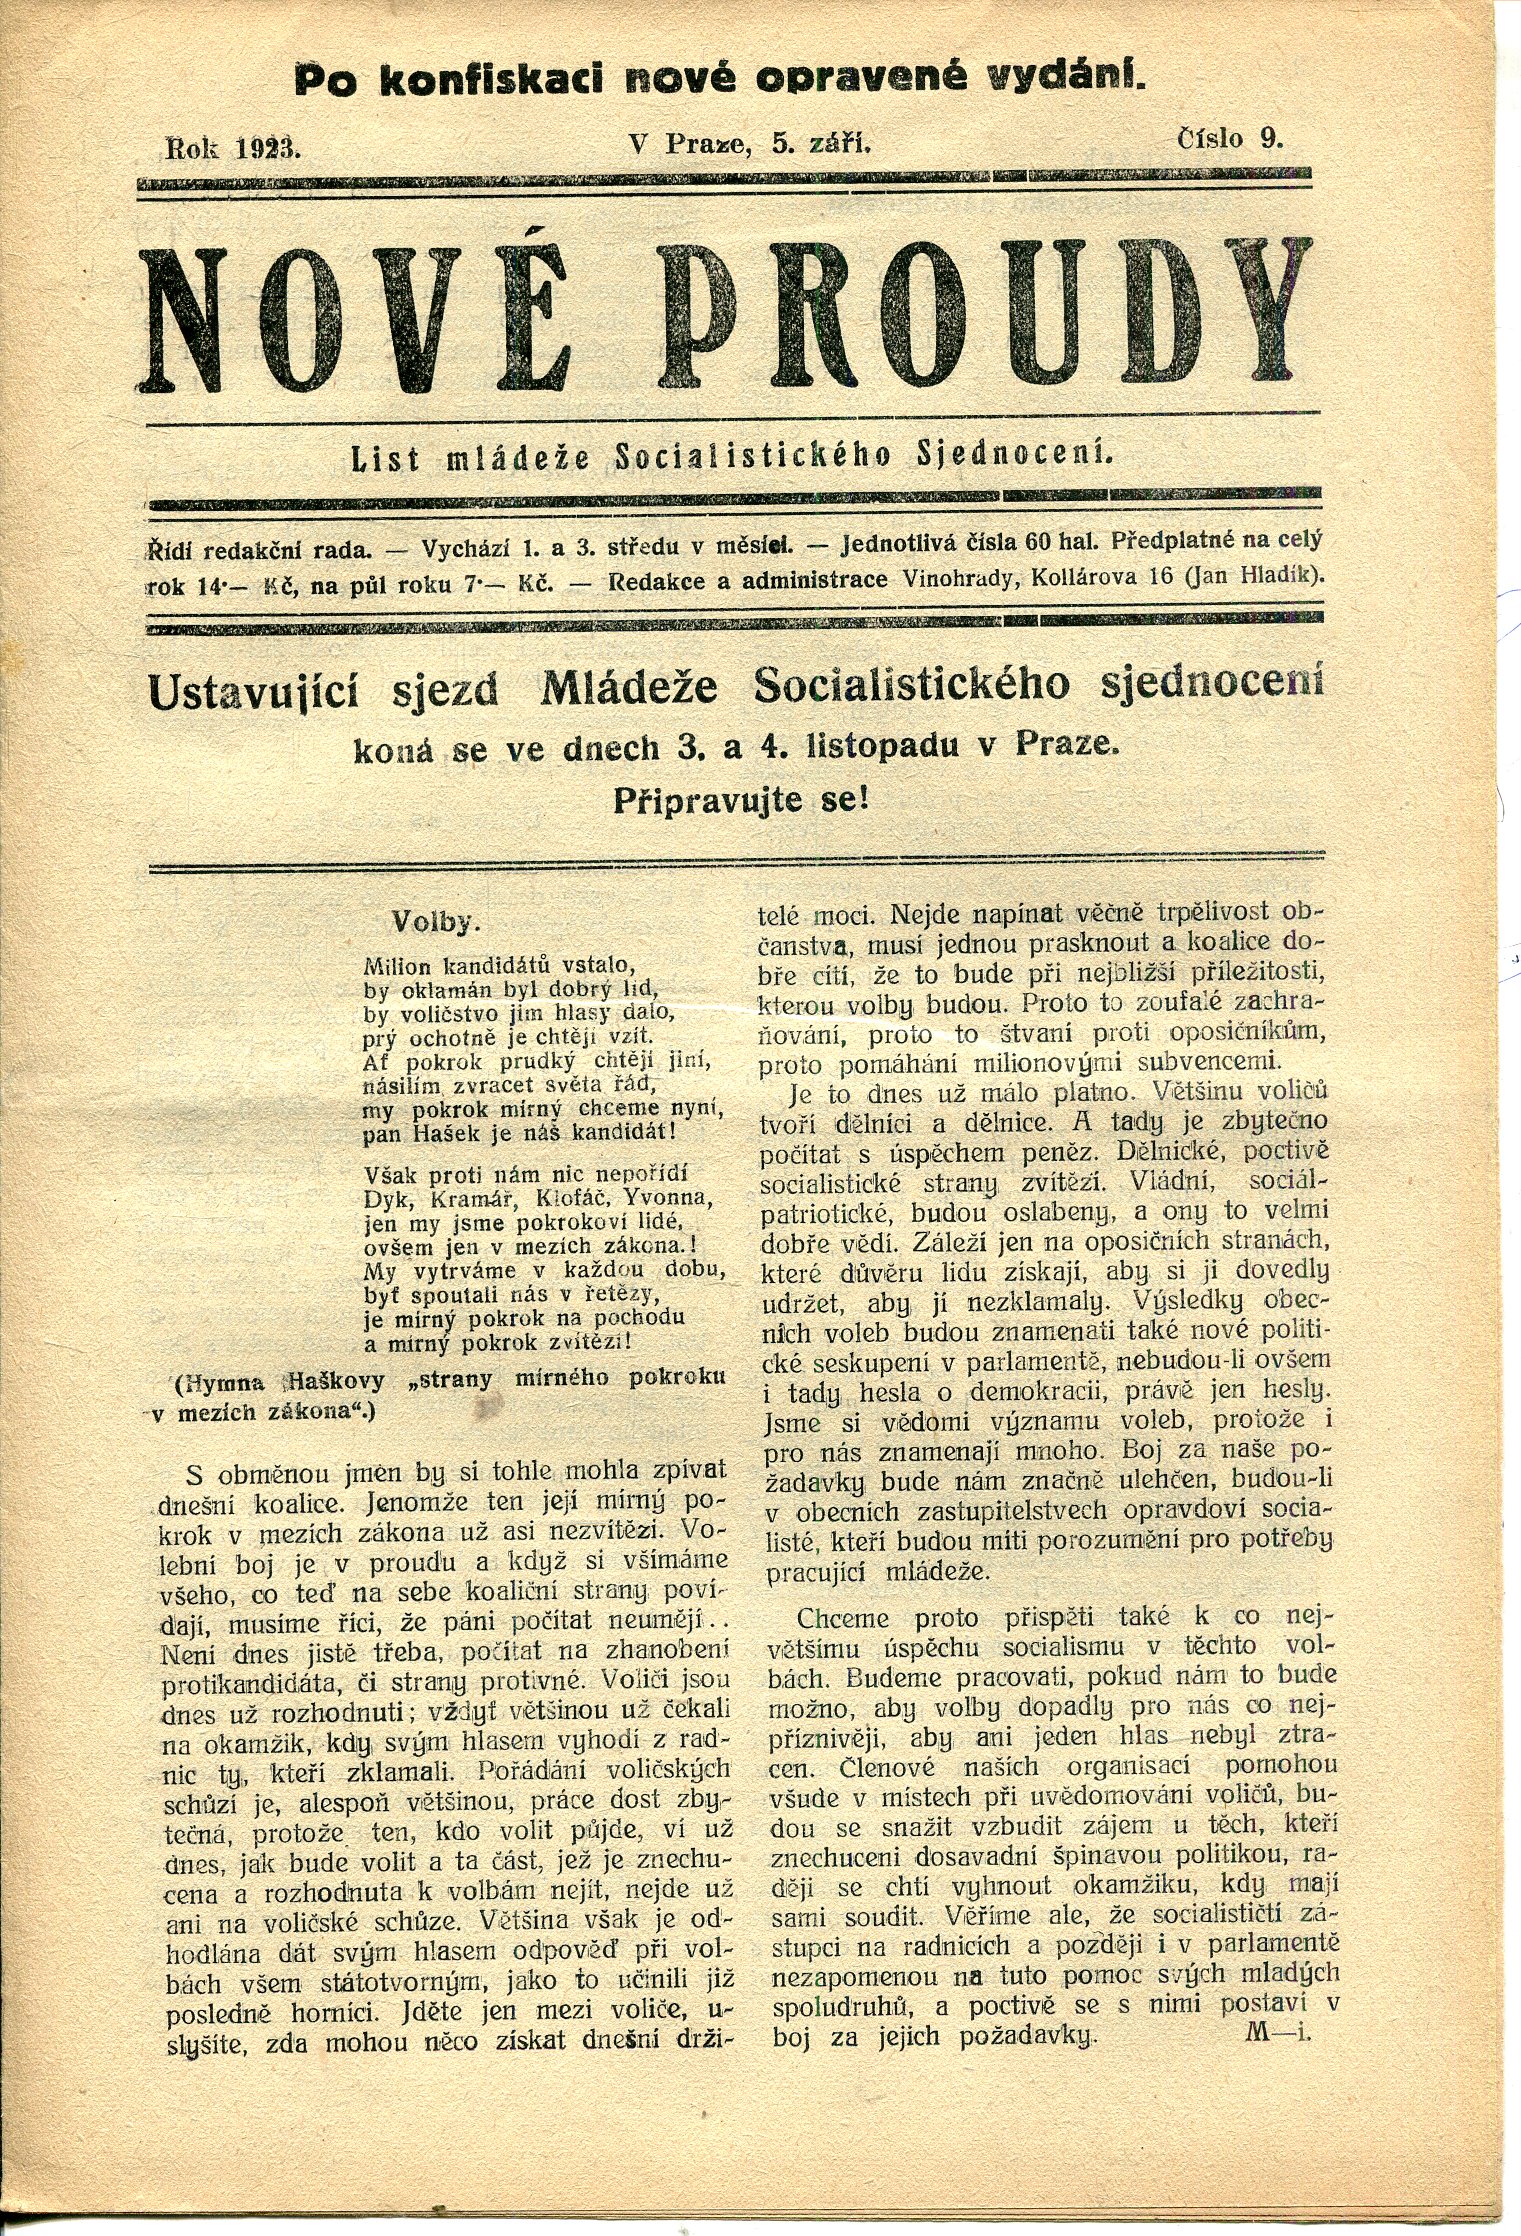 Po konfiskaci nové opravené vydání.
Rok 1923.
V Praze, 5. září.
Číslo 9.
NOVÉ PROUDY
List mládeže Socialistického Sjednocení.
Řídí redakční rada. — Vychází 1. a 3. středu v měsíci. — Jednotlivá čísla 60 hal. Předplatné na celý
rok 14·— Kč, na půl roku 7·— Kč. — Redakce a administrace Vinohrady, Kollárova 16 (Jan Hladík).
Ustavující sjezd Mládeže Socialistického sjednocení
koná se ve dnech 3. a 4. listopadu v Praze.
Připravujte se!
Volby.
Milion kandidátů vstalo,
by oklamán byl dobrý lid,
by voličstvo jim hlasy dalo,
prý ochotně je chtějí vzít.
Ať pokrok prudký chtějí jiní,
násilím zvracet světa řád,
my pokrok mírný chceme nyní,
pan Hašek je náš kandidát!
Však proti nám nic nepořídí
Dyk, Kramář, Klofáč, Yvonna,
jen my jsme pokrokoví lidé,
ovšem jen v mezích zákona.!
My vytrváme v každou dobu,
byť spoutali nás v řetězy,
je mírný pokrok na pochodu
a mírný pokrok zvítězí!
(Hymna Haškovy „strany mírného pokroku
v mezích zákona“.)
S obměnou jmen by si tohle mohla zpívat
dnešní koalice. Jenomže ten její mírný po-
krok v mezích zákona už asi nezvítězí. Vo-
lební boj je v proudu a když si všímáme
všeho, co teď na sebe koaliční strany poví-
dají, musíme říci, že páni počítat neumějí..
Není dnes jistě třeba, počítat na zhanobení
protikandidáta, či strany protivné. Voliči jsou
dnes už rozhodnuti; vždyť většinou už čekali
na okamžik, kdy svým hlasem vyhodí z rad-
nic ty, kteří zklamali. Pořádání voličských
schůzí je, alespoň většinou, práce dost zby-
tečná, protože ten, kdo volit půjde, ví už
dnes, jak bude volit a ta část, jež je znechu-
cena a rozhodnuta k volbám nejít, nejde už
ani na voličské schůze. Většina však je od-
hodlána dát svým hlasem odpověď při vol-
bách všem státotvorným, jako to učinili již
posledně horníci. Jděte jen mezi voliče, u-
slyšíte, zda mohou něco získat dnešní drži-
telé moci. Nejde napínat věčně trpělivost ob-
čanstva, musí jednou prasknout a koalice do-
bře cítí, že to bude při nejbližší příležitosti,
kterou volby budou. Proto to zoufalé zachra-
ňování, proto to štvaní proti oposičníkům,
proto pomáhání milionovými subvencemi.
Je to dnes už málo platno. Většinu voličů
tvoří dělníci a dělnice. A tady je zbytečno
počítat s úspěchem peněz. Dělnické, poctivě
socialistické strany zvítězí. Vládní, sociál-
patriotické, budou oslabeny, a ony to velmi
dobře vědí. Záleží jen na oposičních stranách,
které důvěru lidu získají, aby si ji dovedly
udržet, aby jí nezklamaly. Výsledky obec-
ních voleb budou znamenati také nové politi-
cké seskupení v parlamentě, nebudou-li ovšem
i tady hesla o demokracii, právě jen hesly.
Jsme si vědomi významu voleb, protože i
pro nás znamenají mnoho. Boj za naše po-
žadavky bude nám značně ulehčen, budou-li
v obecních zastupitelstvech opravdoví socia-
listé, kteří budou míti porozumění pro potřeby
pracující mládeže.
Chceme proto přispěti také k co nej-
většímu úspěchu socialismu v těchto vol-
bách. Budeme pracovati, pokud nám to bude
možno, aby volby dopadly pro nás co nej-
příznivěji, aby ani jeden hlas nebyl ztra-
cen. Členové našich organisací pomohou
všude v místech při uvědomování voličů, bu-
dou se snažit vzbudit zájem u těch, kteří
znechuceni dosavadní špinavou politikou, ra-
ději se chtí vyhnout okamžiku, kdy mají
sami soudit. Věříme ale, že socialističtí zá-
stupci na radnicích a později i v parlamentě
nezapomenou na tuto pomoc svých mladých
spoludruhů, a poctivě se s nimi postaví v
boj za jejich požadavky. M—i.